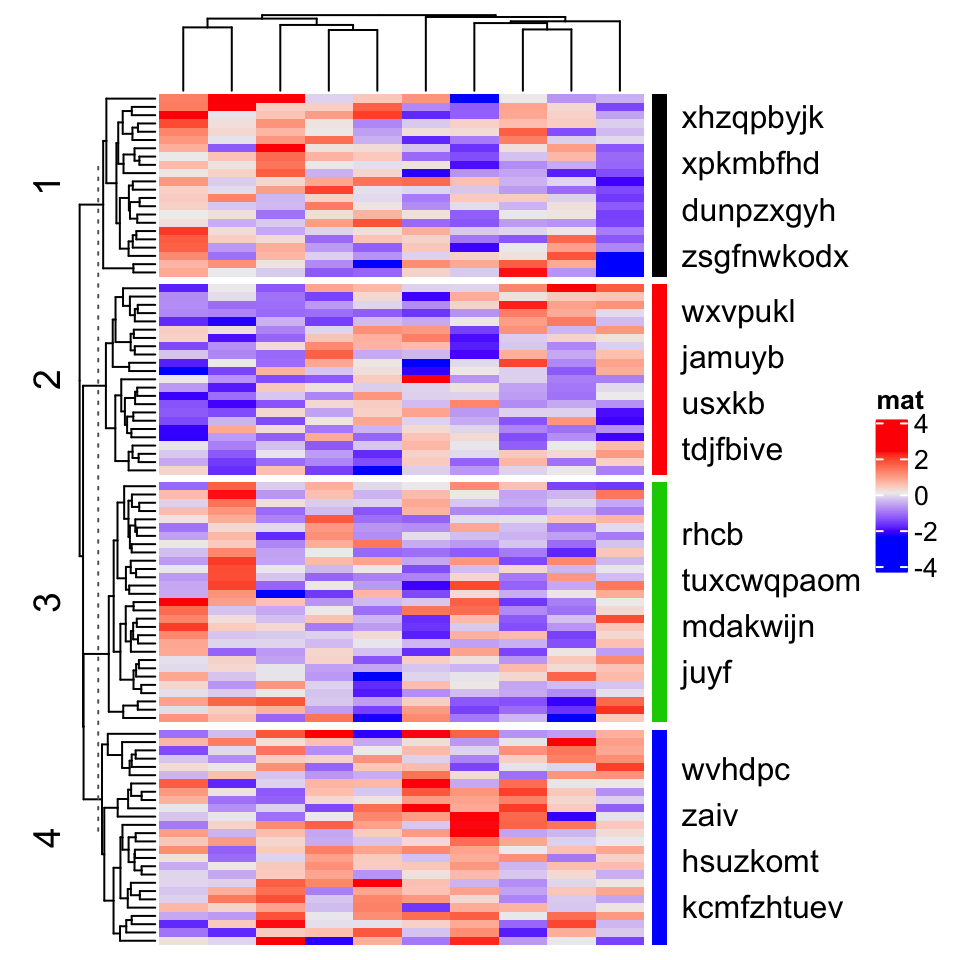 1
xhzqpbyjk
xpkmbfhd
dunpzxgyh
zsgfnwkodx
2
wxvpukl
jamuyb
usxkb
tdjfbive
3
rhcb
tuxcwqpaom
mdakwijn
juyf
4
wvhdpc
zaiv
hsuzkomt
kcmfzhtuev
mat
4
2
0
-2
-4